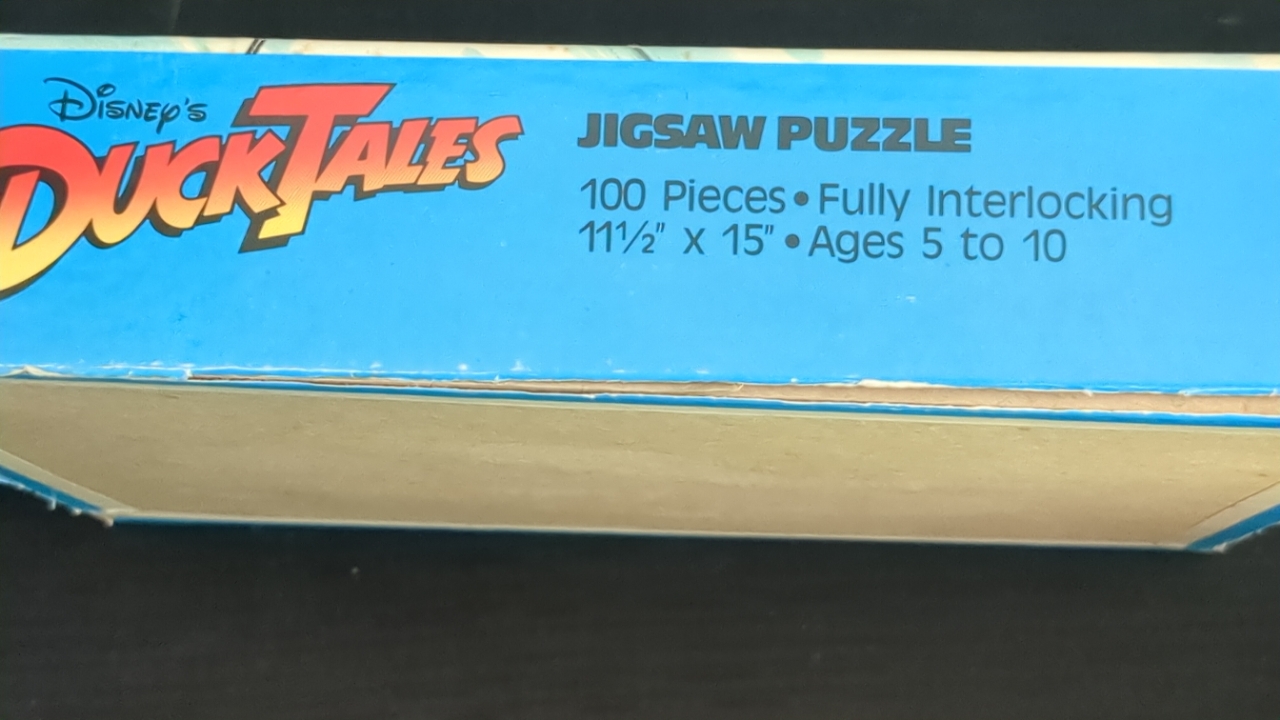 Disney's
DuckTales
JIGSAW PUZZLE
100 Pieces • Fully Interlocking
11½" x 15" • Ages 5 to 10